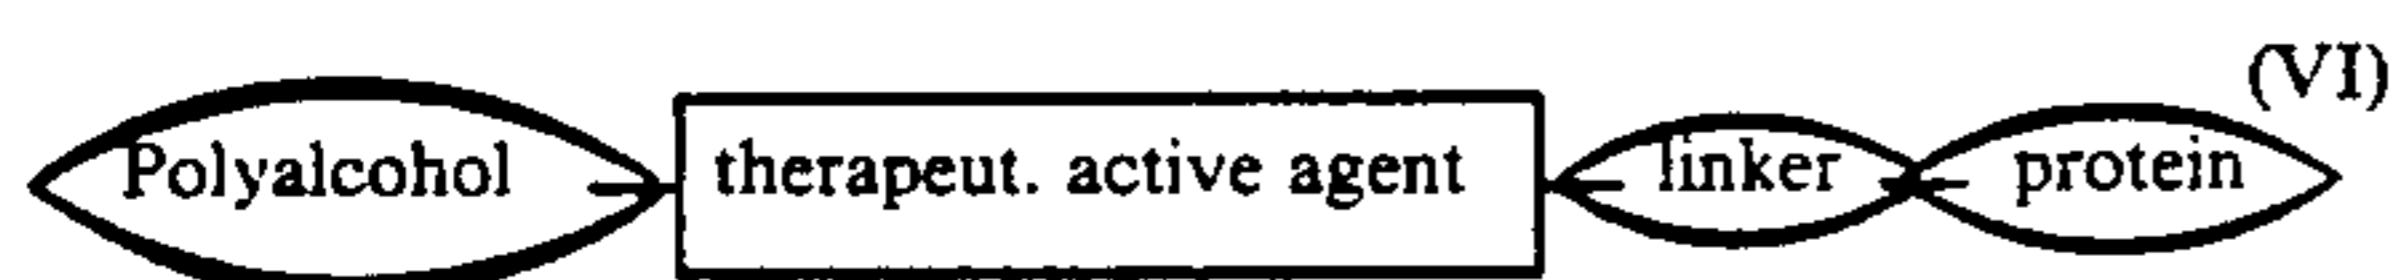 (VI)
Polyalcohol therapeut. active agent linker protein